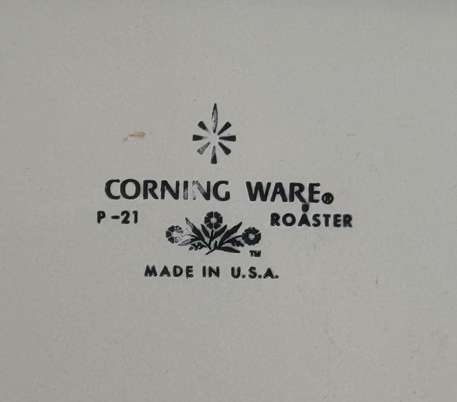 CORNING WARE®
P-21 ROASTER
TM
MADE IN U.S.A.